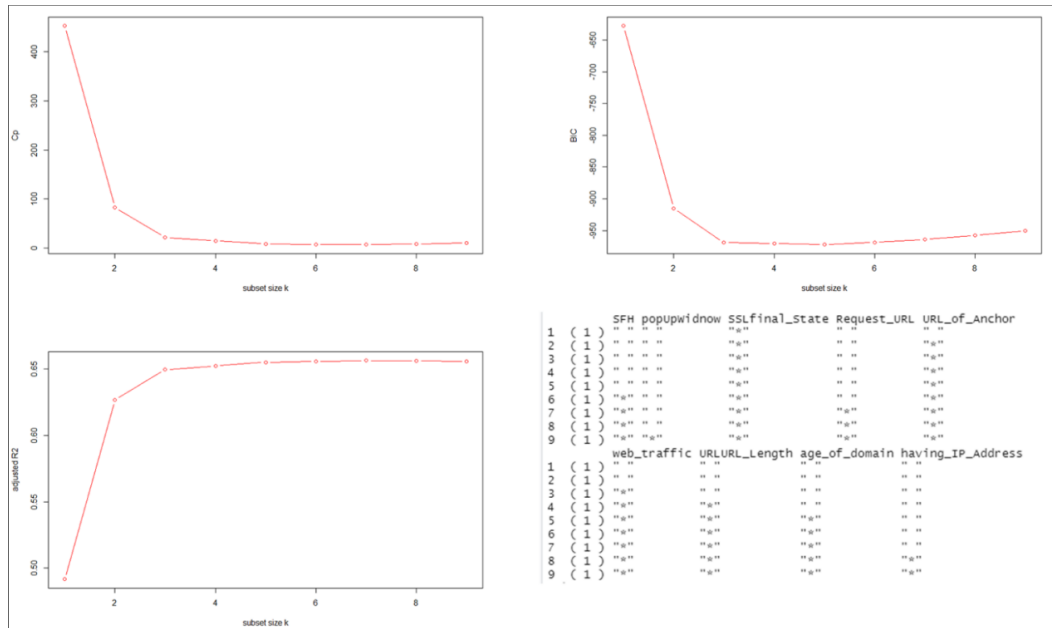 400
300
200
100
0
Cp
2 4 6 8
subset size k
-650
-700
-750
-800
-850
-900
-950
BIC
2 4 6 8
subset size k
0.65
0.60
0.55
0.50
adjusted R2
2 4 6 8
subset size k
SFH popUpWidnow SSLfinal_State Request_URL URL_of_Anchor
1 ( 1 ) " " " " "*" " " " "
2 ( 1 ) " " " " "*" " " "*"
3 ( 1 ) " " " " "*" " " "*"
4 ( 1 ) " " " " "*" " " "*"
5 ( 1 ) " " " " "*" " " "*"
6 ( 1 ) "*" " " "*" " " "*"
7 ( 1 ) "*" " " "*" "*" "*"
8 ( 1 ) "*" " " "*" "*" "*"
9 ( 1 ) "*" "*" "*" "*" "*"
web_traffic URLURL_Length age_of_domain having_IP_Address
1 ( 1 ) " " " " " " " "
2 ( 1 ) " " " " " " " "
3 ( 1 ) "*" " " " " " "
4 ( 1 ) "*" "*" " " " "
5 ( 1 ) "*" "*" "*" " "
6 ( 1 ) "*" "*" "*" " "
7 ( 1 ) "*" "*" "*" " "
8 ( 1 ) "*" "*" "*" "*"
9 ( 1 ) "*" "*" "*" "*"